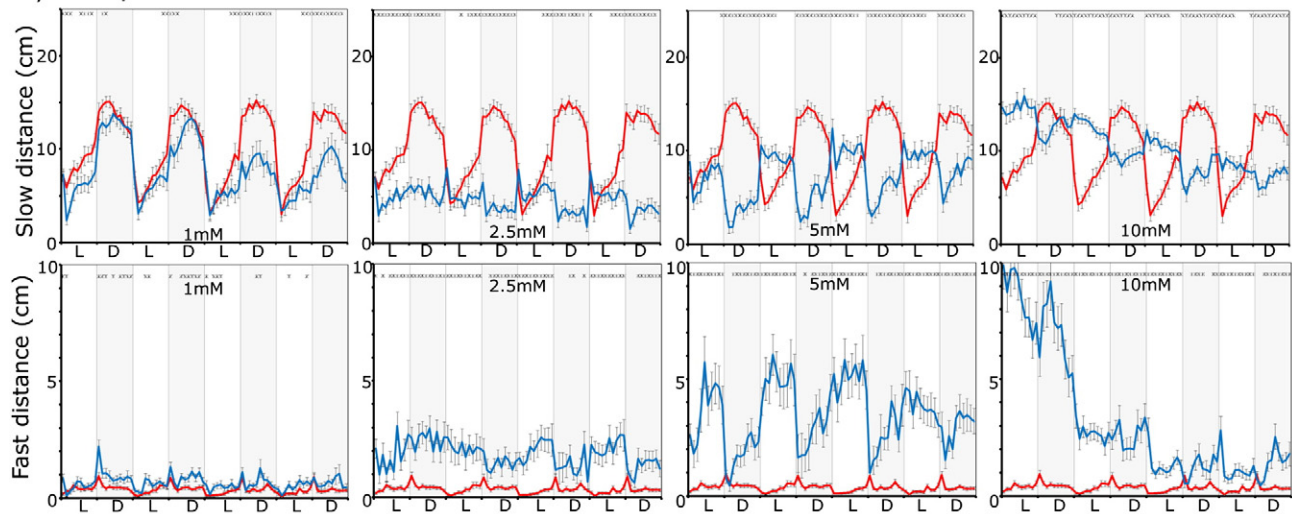 Slow distance (cm)
20 20 20 20
10 10 10 10
0 0 0 0
1mM 2.5mM 5mM 10mM
L D L D L D L D L D L D L D L D L D L D L D L D L D L D L D L D
Fast distance (cm)
10 10 10 10
1mM 2.5mM 5mM 10mM
5 5 5 5
0 0 0 0
L D L D L D L D L D L D L D L D L D L D L D L D L D L D L D L D